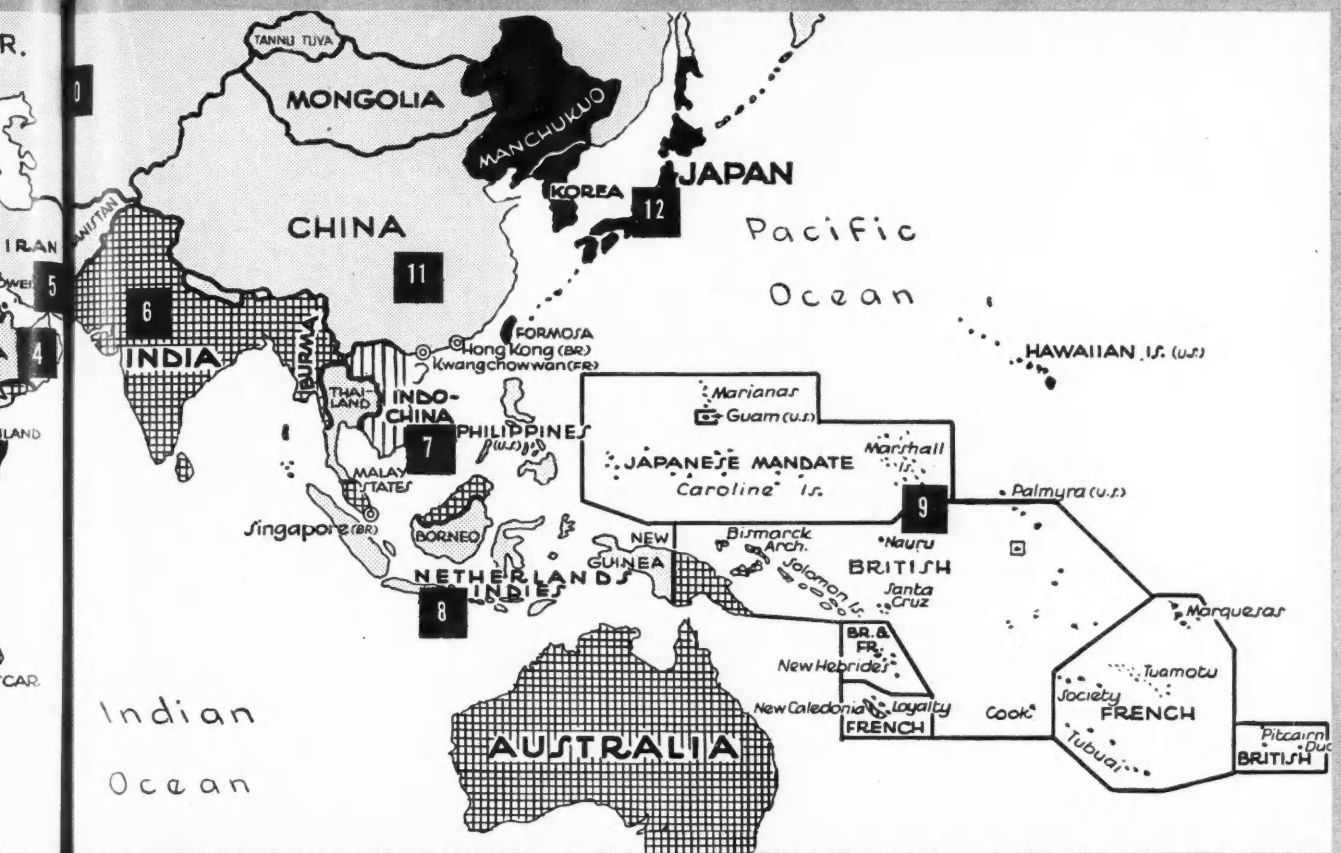 R.
TANNU TUVA
MONGOLIA
MANCHUKUO
KOREA
JAPAN
12
CHINA
11
IRAN
5
6
4
INDIA
BURMA
Pacific
Ocean
FORMOSA
Hong Kong (BR)
Kwangchowwan (FR)
HAWAIIAN IS. (U.S.)
THAI-
LAND
INDO-
CHINA
7
PHILIPPINES
(U.S.)
Marianas
Guam (U.S.)
JAPANESE MANDATE
Caroline Is.
Marshall
Is.
9
Palmyra (U.S.)
MALAY
STATES
Singapore (BR)
BORNEO
NETHERLANDS
INDIES
8
NEW
GUINEA
Bismarck
Arch.
Solomon Is.
Nauru
BRITISH
Santa
Cruz
BR. &
FR.
New Hebrides
New Caledonia
Loyalty
FRENCH
Cook
Marquesas
Tuamotu
Society
FRENCH
Tubuai
Pitcairn
Duc
BRITISH
Indian
Ocean
AUSTRALIA